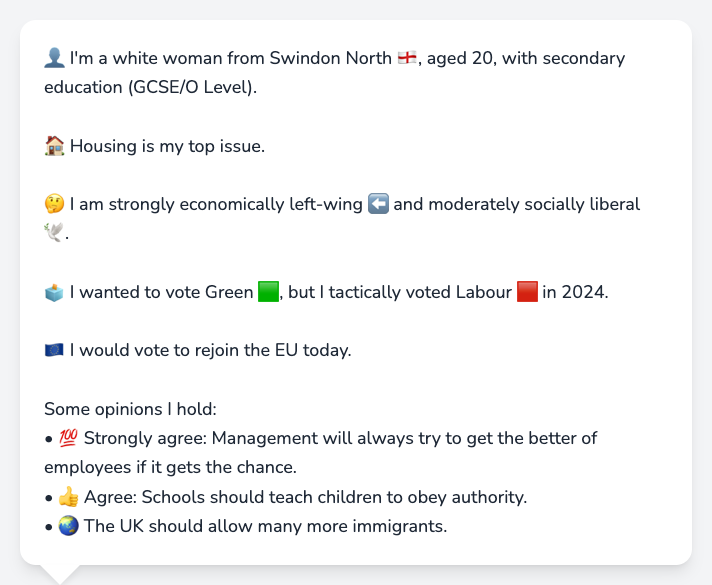 👤 I'm a white woman from Swindon North 🏴󠁧󠁢󠁥󠁮󠁧󠁿, aged 20, with secondary
education (GCSE/O Level).
🏠 Housing is my top issue.
🤔 I am strongly economically left-wing ⬅️ and moderately socially liberal
🕊️.
🗳️ I wanted to vote Green 🟩, but I tactically voted Labour 🟥 in 2024.
🇪🇺 I would vote to rejoin the EU today.
Some opinions I hold:
• 💯 Strongly agree: Management will always try to get the better of
employees if it gets the chance.
• 👍 Agree: Schools should teach children to obey authority.
• 🌏 The UK should allow many more immigrants.